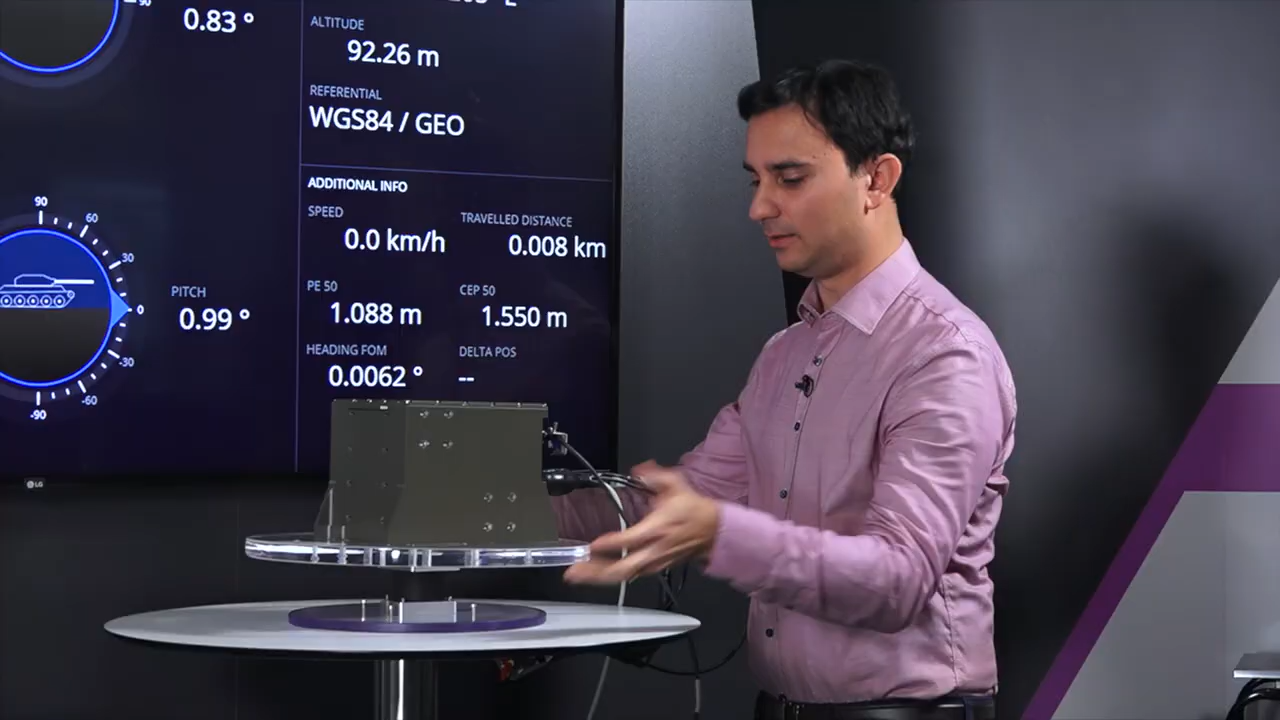 0.83 °
ALTITUDE
92.26 m
REFERENTIAL
WGS84 / GEO
ADDITIONAL INFO
SPEED
TRAVELLED DISTANCE
0.0 km/h
0.008 km
PE 50
CEP 50
1.088 m
1.550 m
HEADING FOM
DELTA POS
0.0062 °
--
90
60
30
0
-30
-60
-90
PITCH
0.99 °
LG